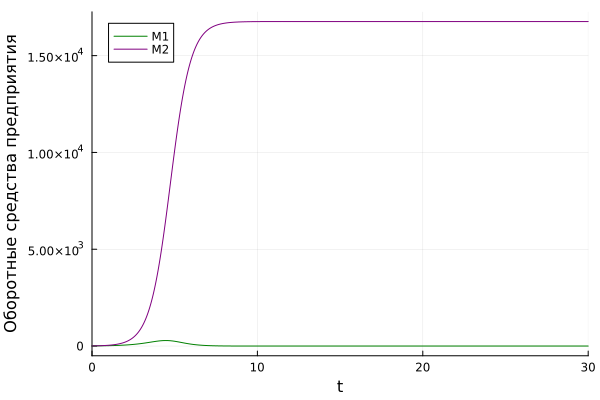 Оборотные средства предприятия
M1
M2
1.50×10⁴
1.00×10⁴
5.00×10³
0
0 10 20 30
t